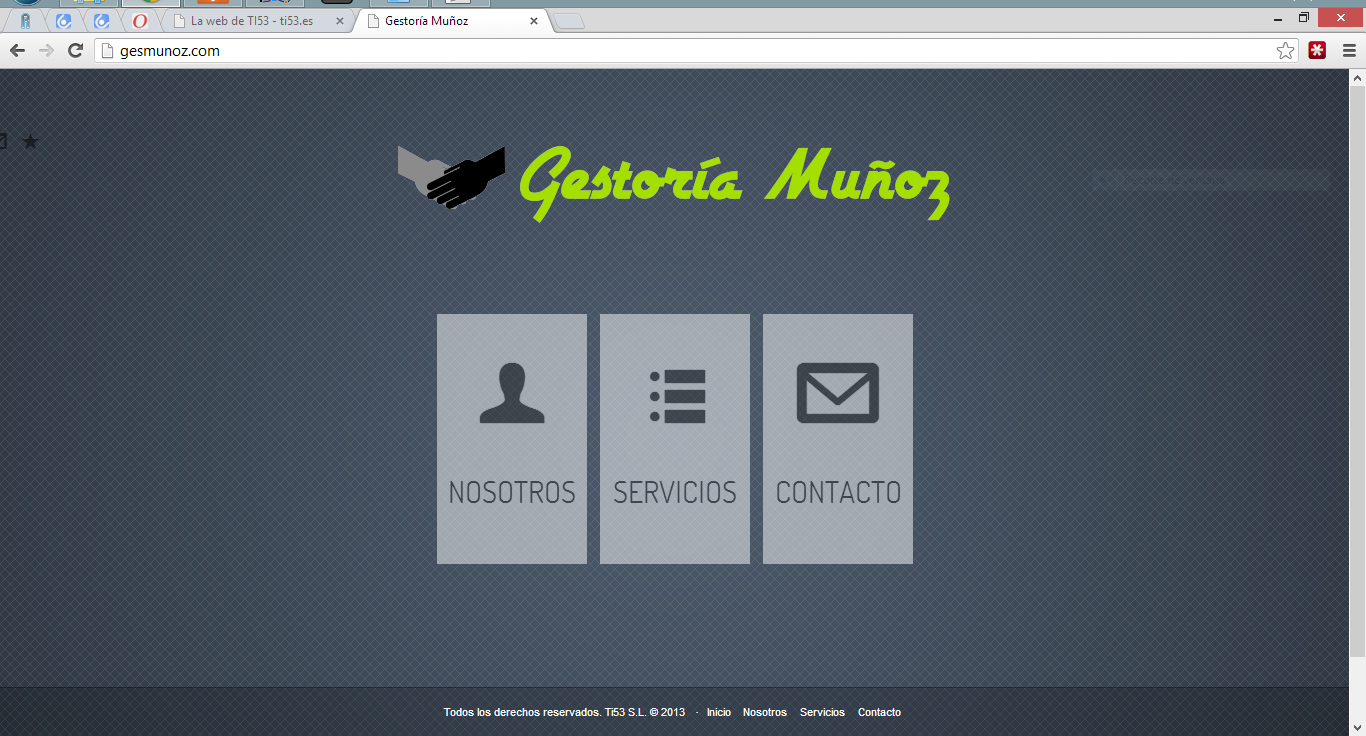 La web de TI53 - ti53.es
Gestoría Muñoz
gesmunoz.com
Gestoría Muñoz
NOSOTROS
SERVICIOS
CONTACTO
Todos los derechos reservados. Ti53 S.L. © 2013 · Inicio Nosotros Servicios Contacto